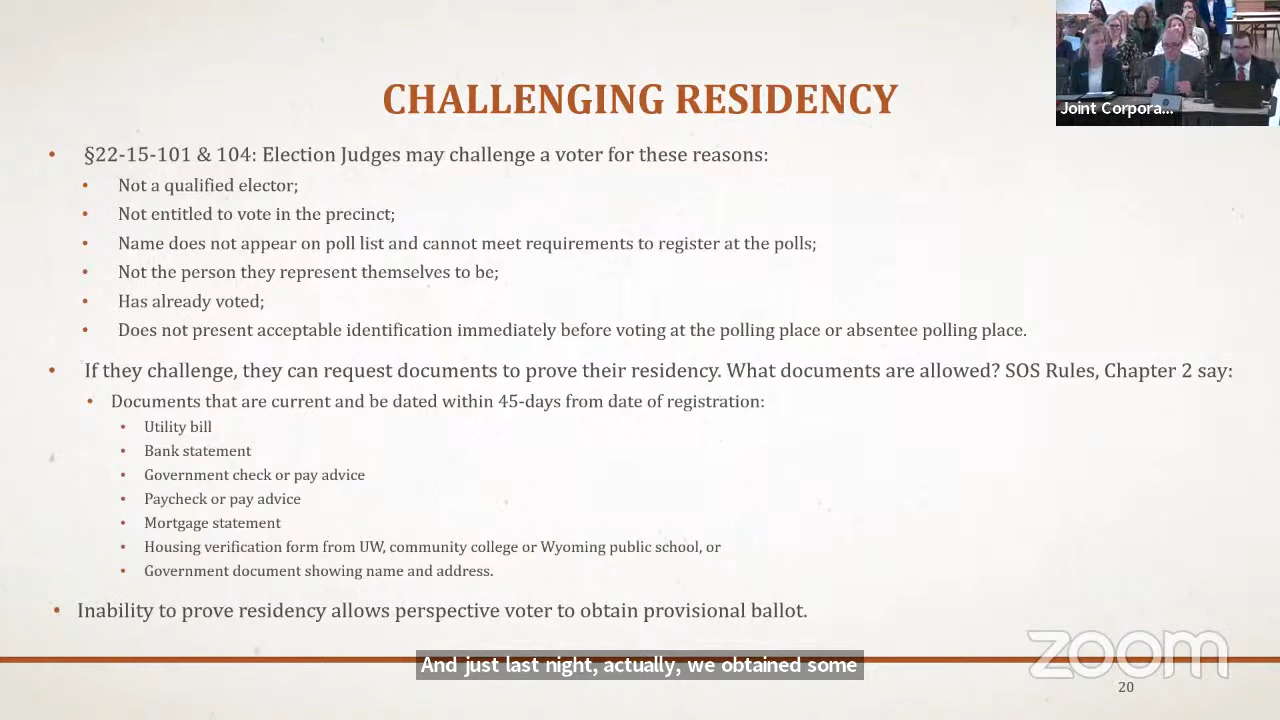 CHALLENGING RESIDENCY
Joint Corpora...
• §22-15-101 & 104: Election Judges may challenge a voter for these reasons:
• Not a qualified elector;
• Not entitled to vote in the precinct;
• Name does not appear on poll list and cannot meet requirements to register at the polls;
• Not the person they represent themselves to be;
• Has already voted;
• Does not present acceptable identification immediately before voting at the polling place or absentee polling place.
• If they challenge, they can request documents to prove their residency. What documents are allowed? SOS Rules, Chapter 2 say:
• Documents that are current and be dated within 45-days from date of registration:
• Utility bill
• Bank statement
• Government check or pay advice
• Paycheck or pay advice
• Mortgage statement
• Housing verification form from UW, community college or Wyoming public school, or
• Government document showing name and address.
• Inability to prove residency allows perspective voter to obtain provisional ballot.
zoom
And just last night, actually, we obtained some
20